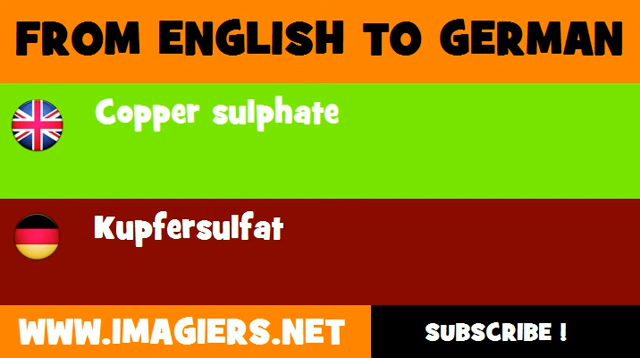 FROM ENGLISH TO GERMAN
Copper sulphate
Kupfersulfat
WWW.IMAGIERS.NET
SUBSCRIBE !